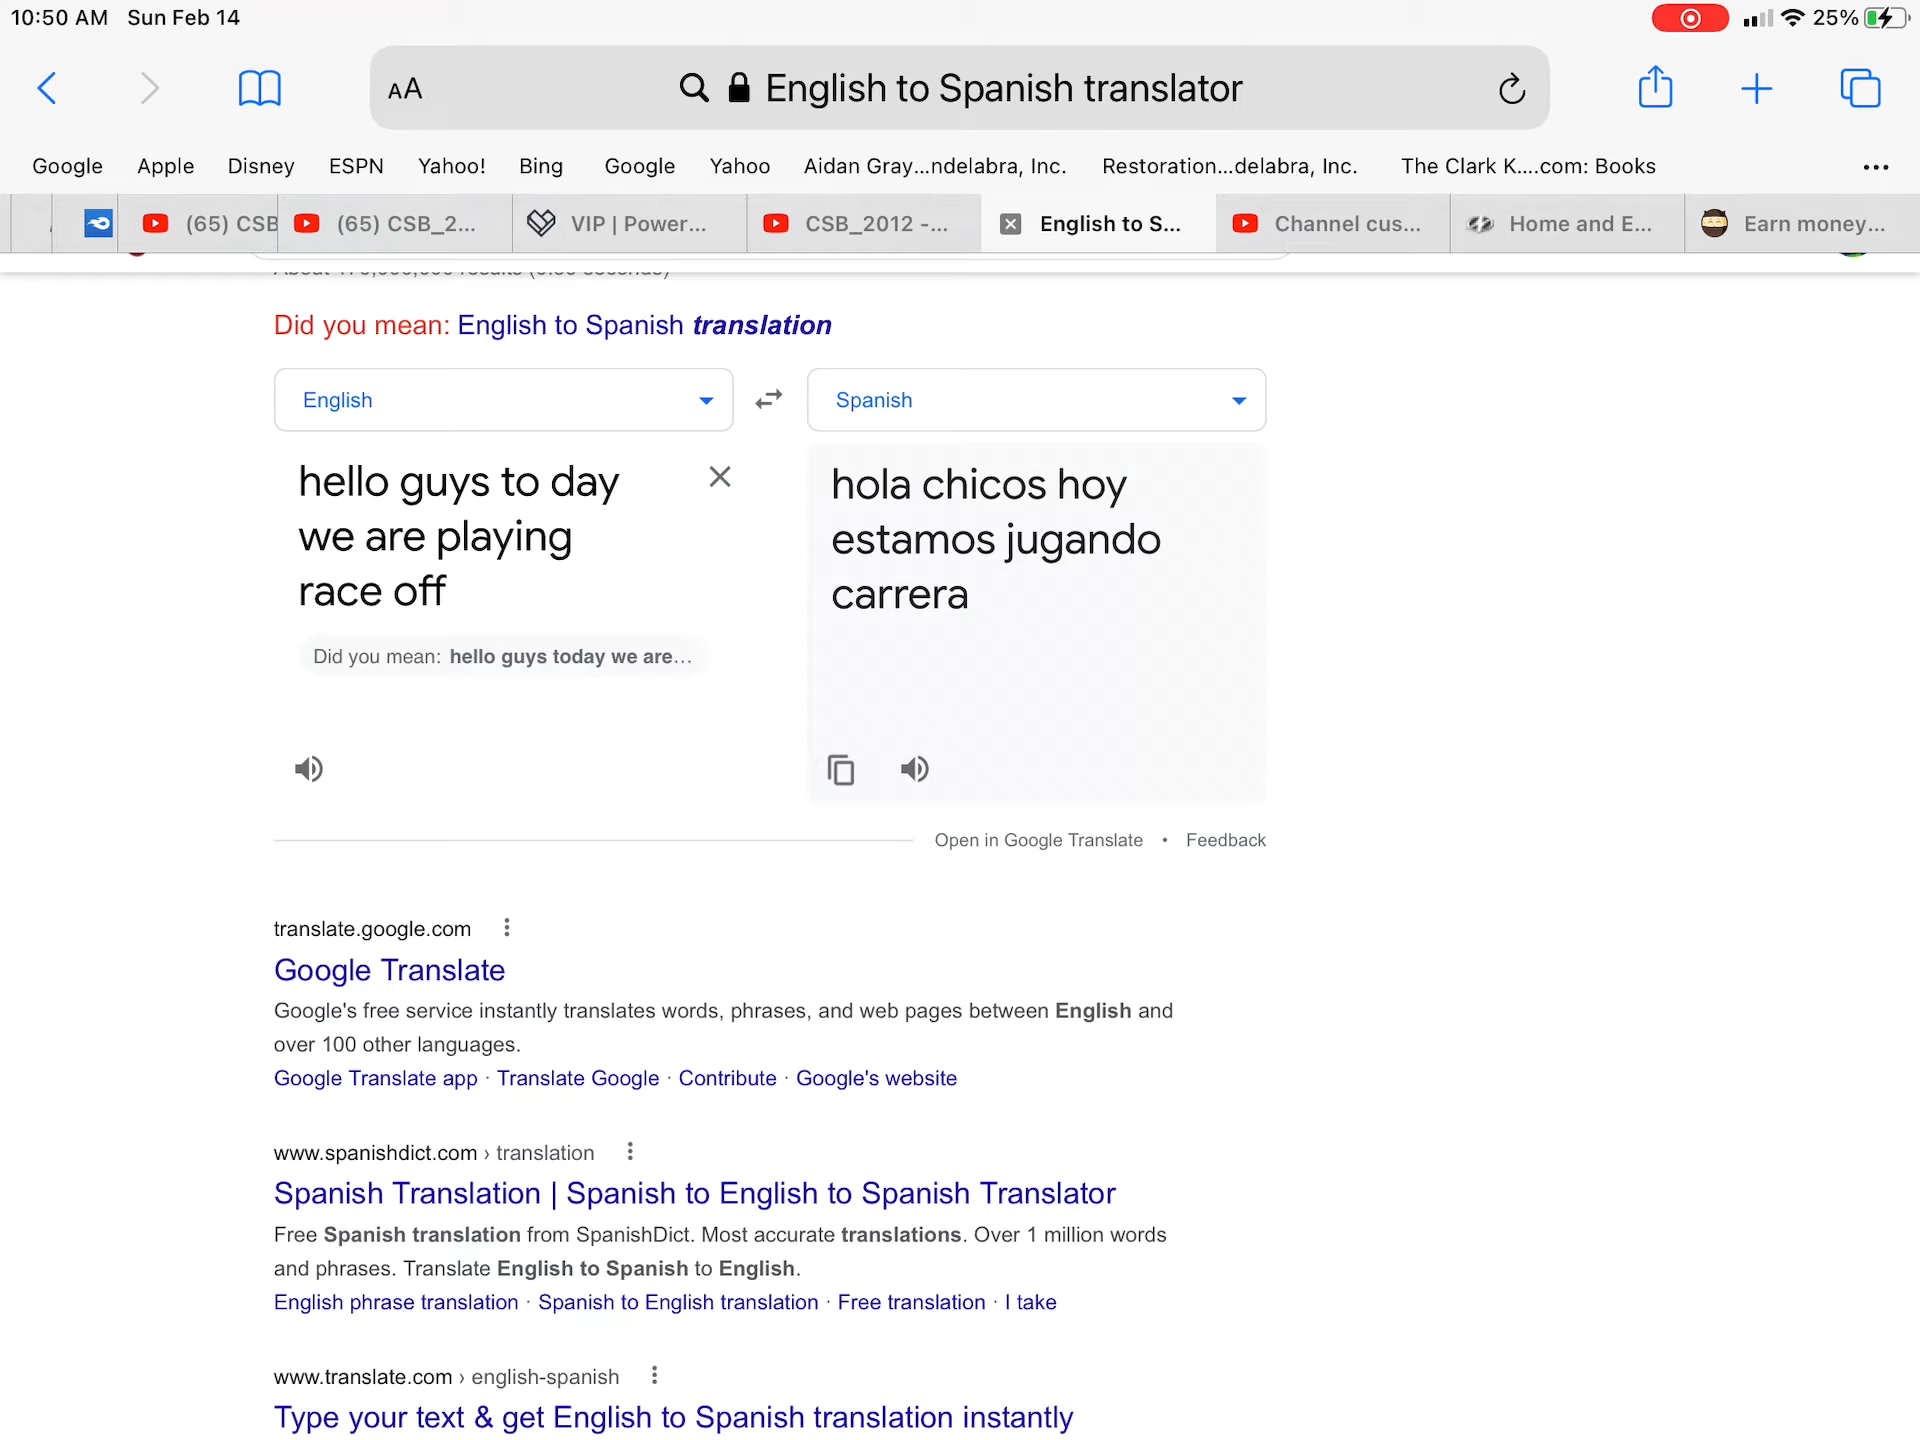 10:50 AM Sun Feb 14
25%
AA English to Spanish translator
Google Apple Disney ESPN Yahoo! Bing Google Yahoo Aidan Gray...ndelabra, Inc. Restoration...delabra, Inc. The Clark K....com: Books
(65) CSB (65) CSB_2... VIP | Power... CSB_2012 -... English to S... Channel cus... Home and E... Earn money...
Did you mean: English to Spanish translation
English Spanish
hello guys to day
we are playing
race off
Did you mean: hello guys today we are...
hola chicos hoy
estamos jugando
carrera
Open in Google Translate • Feedback
translate.google.com
Google Translate
Google's free service instantly translates words, phrases, and web pages between English and
over 100 other languages.
Google Translate app · Translate Google · Contribute · Google's website
www.spanishdict.com › translation
Spanish Translation | Spanish to English to Spanish Translator
Free Spanish translation from SpanishDict. Most accurate translations. Over 1 million words
and phrases. Translate English to Spanish to English.
English phrase translation · Spanish to English translation · Free translation · I take
www.translate.com › english-spanish
Type your text & get English to Spanish translation instantly